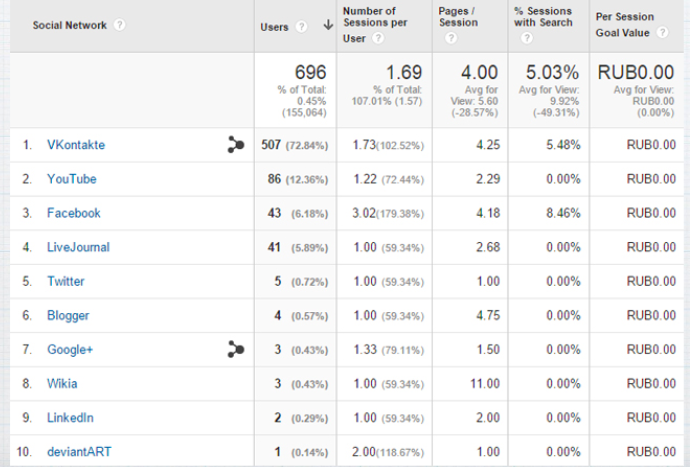 Social Network ?
Users ? ↓
Number of
Sessions per
User ?
Pages /
Session
?
% Sessions
with Search
?
Per Session
Goal Value ?
696
% of Total:
0.45%
(155,064)
1.69
% of Total:
107.01% (1.57)
4.00
Avg for
View: 5.60
(-28.57%)
5.03%
Avg for View:
9.92%
(-49.31%)
RUB0.00
Avg for View:
RUB0.00
(0.00%)
1. VKontakte 507 (72.84%) 1.73(102.52%) 4.25 5.48% RUB0.00
2. YouTube 86 (12.36%) 1.22 (72.44%) 2.29 0.00% RUB0.00
3. Facebook 43 (6.18%) 3.02(179.38%) 4.18 8.46% RUB0.00
4. LiveJournal 41 (5.89%) 1.00 (59.34%) 2.68 0.00% RUB0.00
5. Twitter 5 (0.72%) 1.00 (59.34%) 1.00 0.00% RUB0.00
6. Blogger 4 (0.57%) 1.00 (59.34%) 4.75 0.00% RUB0.00
7. Google+ 3 (0.43%) 1.33 (79.11%) 1.50 0.00% RUB0.00
8. Wikia 3 (0.43%) 1.00 (59.34%) 11.00 0.00% RUB0.00
9. LinkedIn 2 (0.29%) 1.00 (59.34%) 2.00 0.00% RUB0.00
10. deviantART 1 (0.14%) 2.00(118.67%) 1.00 0.00% RUB0.00